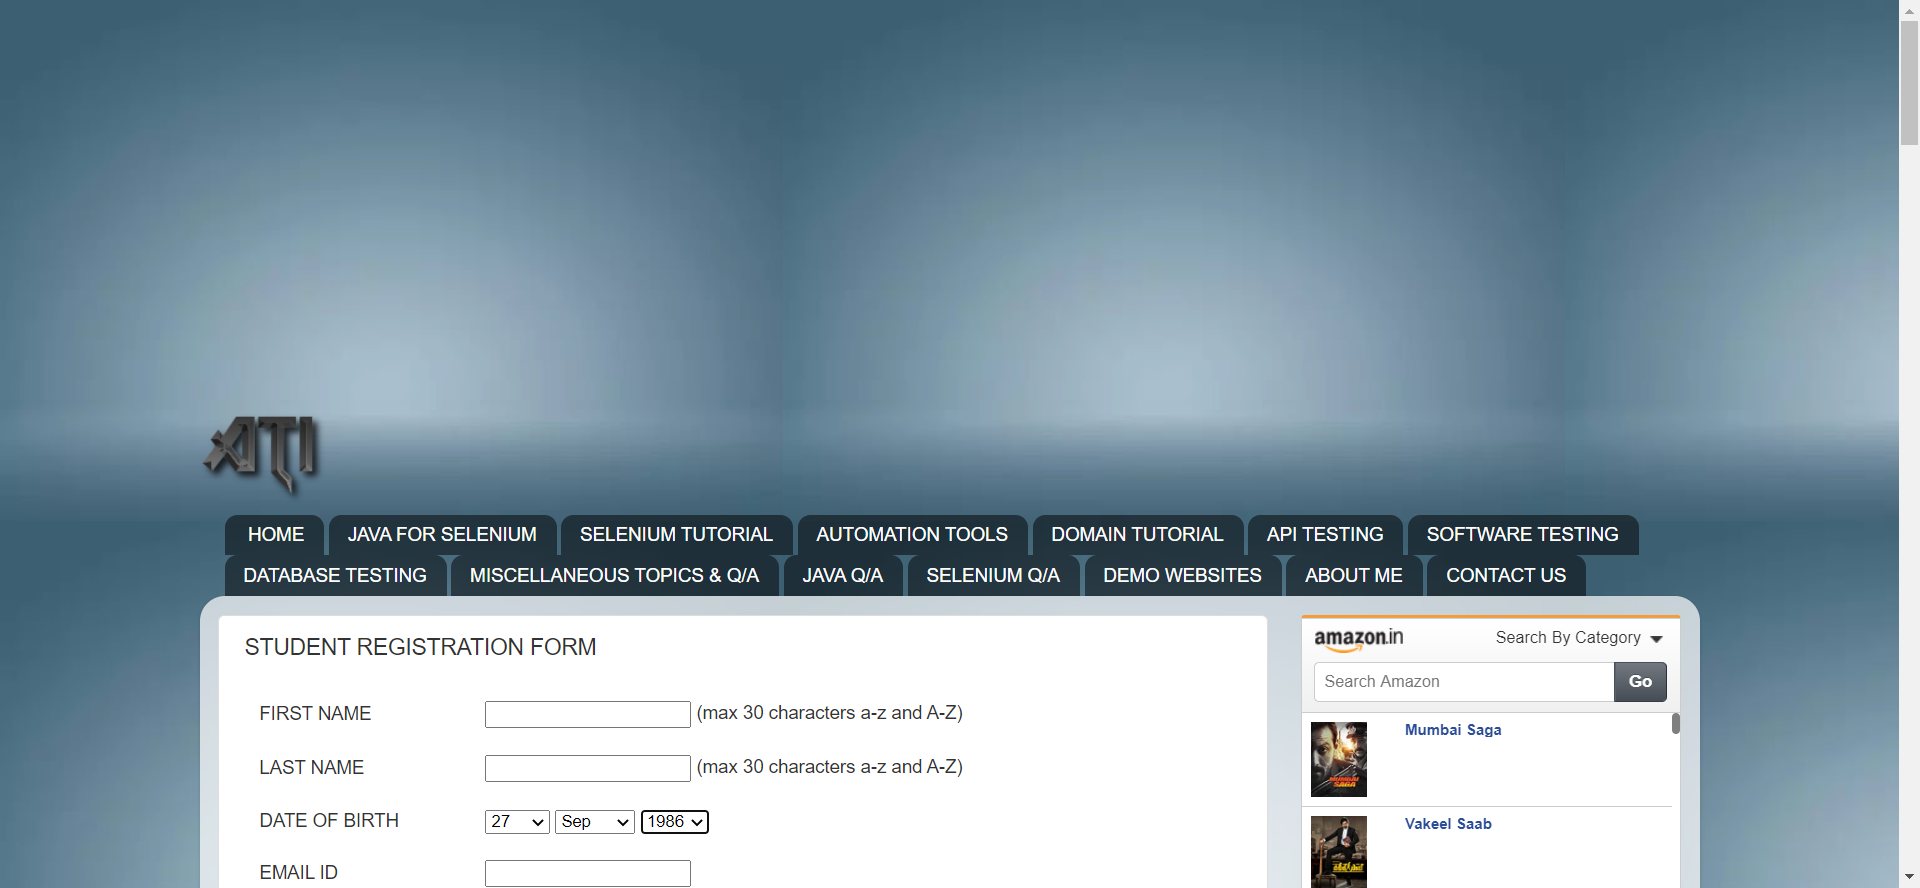 ATI
HOME JAVA FOR SELENIUM SELENIUM TUTORIAL AUTOMATION TOOLS DOMAIN TUTORIAL API TESTING SOFTWARE TESTING
DATABASE TESTING MISCELLANEOUS TOPICS & Q/A JAVA Q/A SELENIUM Q/A DEMO WEBSITES ABOUT ME CONTACT US
STUDENT REGISTRATION FORM
FIRST NAME (max 30 characters a-z and A-Z)
LAST NAME (max 30 characters a-z and A-Z)
DATE OF BIRTH 27 Sep 1986
EMAIL ID
amazon.in Search By Category
Search Amazon Go
MUMBAI SAGA
Mumbai Saga
Vakeel Saab